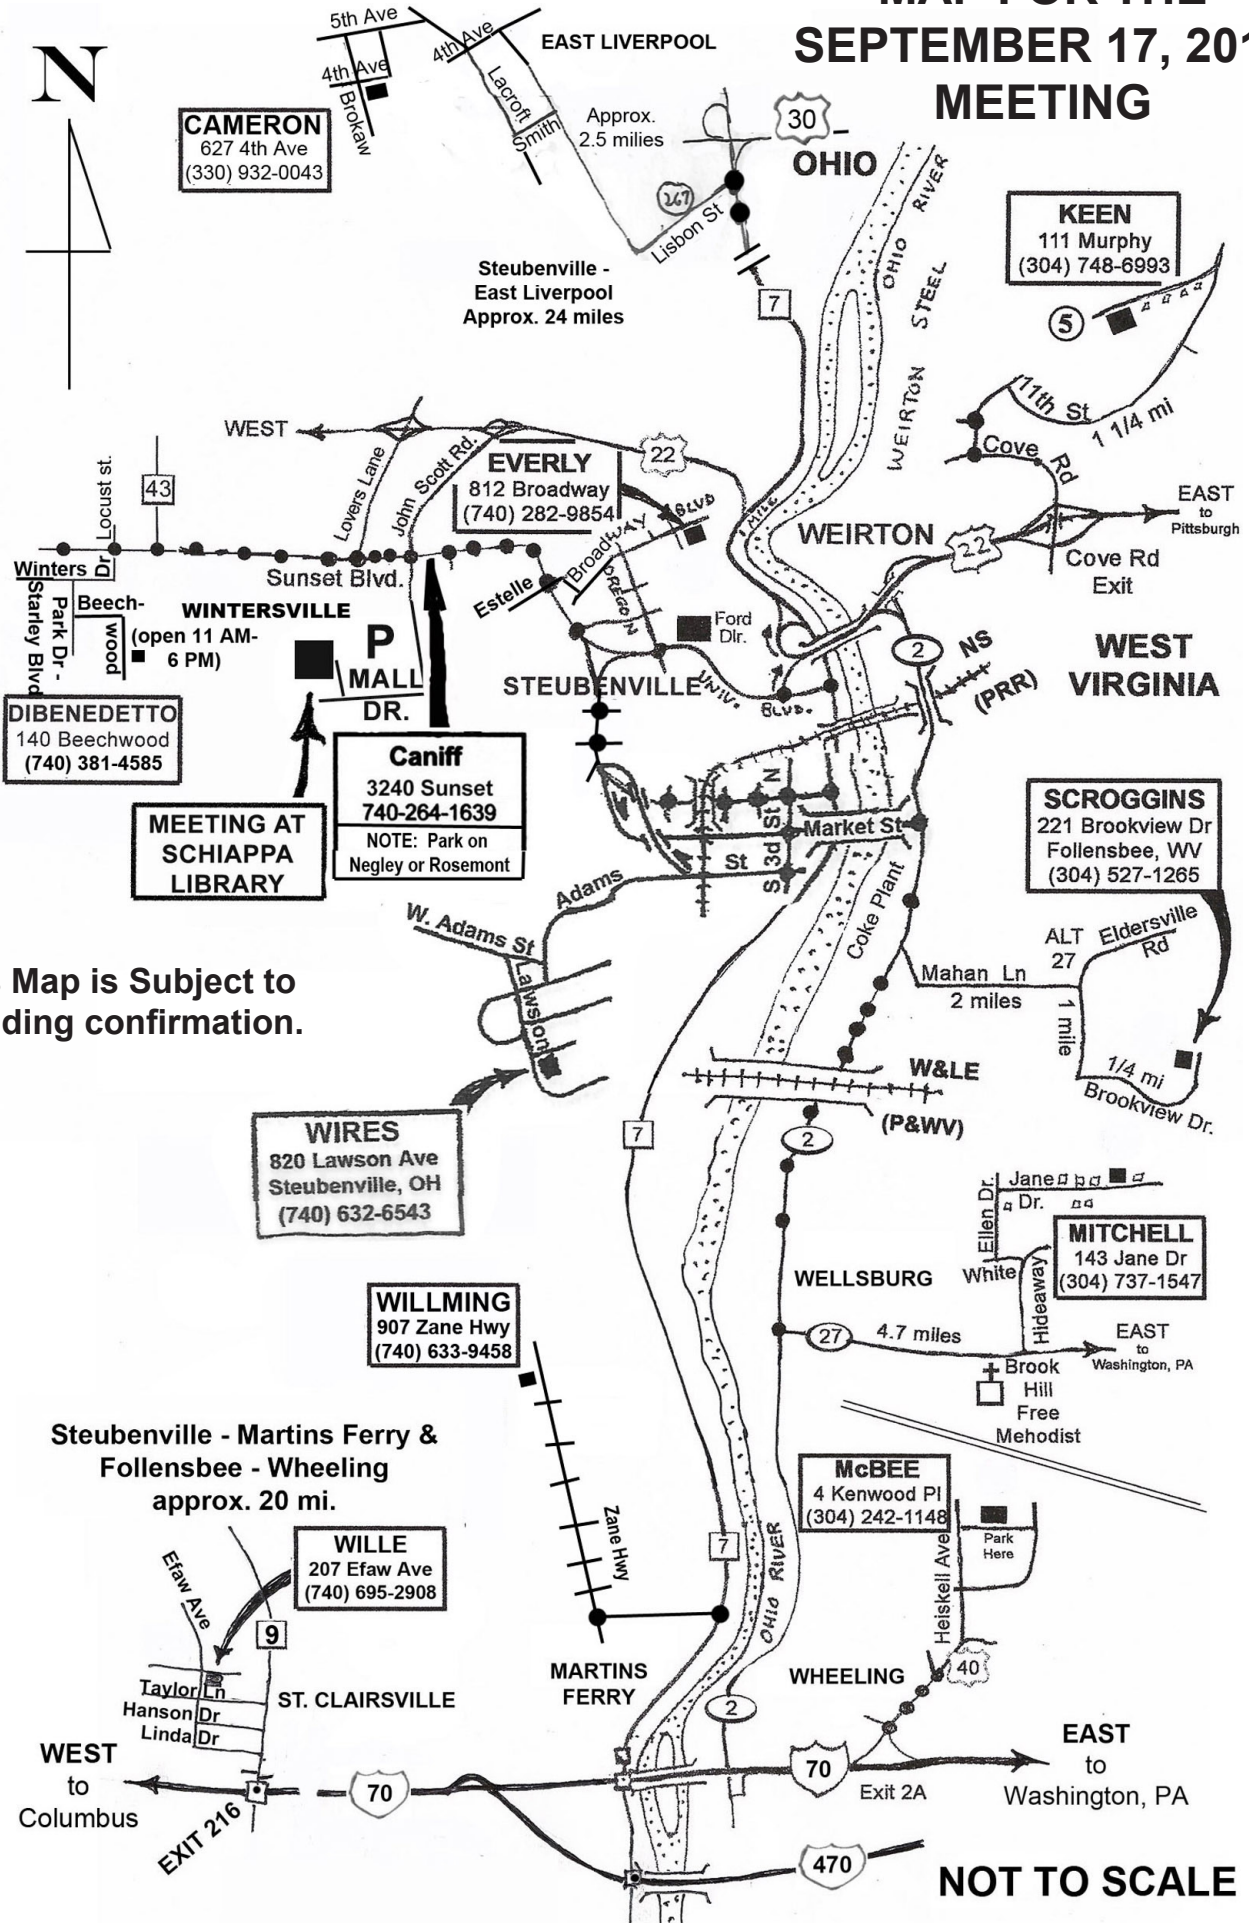 MAP FOR THE
SEPTEMBER 17, 201
MEETING
N
5th Ave
4th Ave
Brokaw
4th Ave
Lacroft
Smith
EAST LIVERPOOL
Approx.
2.5 milies
30
OHIO
CAMERON
627 4th Ave
(330) 932-0043
267
Lisbon St
OHIO RIVER
WEIRTON STEEL
KEEN
111 Murphy
(304) 748-6993
5
Steubenville -
East Liverpool
Approx. 24 miles
7
11th St
1 1/4 mi
Cove Rd
WEST
22
Lovers Lane
John Scott Rd.
EVERLY
812 Broadway
(740) 282-9854
BROADWAY BLVD
43
Locust st.
1 MILE
WEIRTON
22
EAST
to
Pittsburgh
Cove Rd
Exit
Winters Dr
Sunset Blvd.
Estelle
Broadway
OREGON
Starley Blvd
Park Dr -
Beech-
wood
WINTERSVILLE
(open 11 AM-
6 PM)
P
MALL
DR.
Ford
Dlr.
STEUBENVILLE
UNIV. BLVD.
2
NS
(PRR)
WEST
VIRGINIA
DIBENEDETTO
140 Beechwood
(740) 381-4585
Caniff
3240 Sunset
740-264-1639
NOTE: Park on
Negley or Rosemont
MEETING AT
SCHIAPPA
LIBRARY
N
S 3d St
Market St
St
Adams
W. Adams St
Lawson
Coke Plant
SCROGGINS
221 Brookview Dr
Follensbee, WV
(304) 527-1265
ALT
27
Eldersville
Rd
Mahan Ln
2 miles
1 mile
1/4 mi
Brookview Dr.
Map is Subject to
ding confirmation.
W&LE
(P&WV)
2
7
WIRES
820 Lawson Ave
Steubenville, OH
(740) 632-6543
Jane
Dr.
Ellen Dr.
White
Hideaway
MITCHELL
143 Jane Dr
(304) 737-1547
WELLSBURG
27
4.7 miles
EAST
to
Washington, PA
Brook
Hill
Free
Mehodist
WILLMING
907 Zane Hwy
(740) 633-9458
Zane Hwy
Steubenville - Martins Ferry &
Follensbee - Wheeling
approx. 20 mi.
McBEE
4 Kenwood Pl
(304) 242-1148
Park
Here
Heiskell Ave
40
WILLE
207 Efaw Ave
(740) 695-2908
Efaw Ave
9
7
OHIO RIVER
Taylor Ln
Hanson Dr
Linda Dr
ST. CLAIRSVILLE
MARTINS
FERRY
WHEELING
2
WEST
to
Columbus
EXIT 216
70
70
Exit 2A
EAST
to
Washington, PA
470
NOT TO SCALE